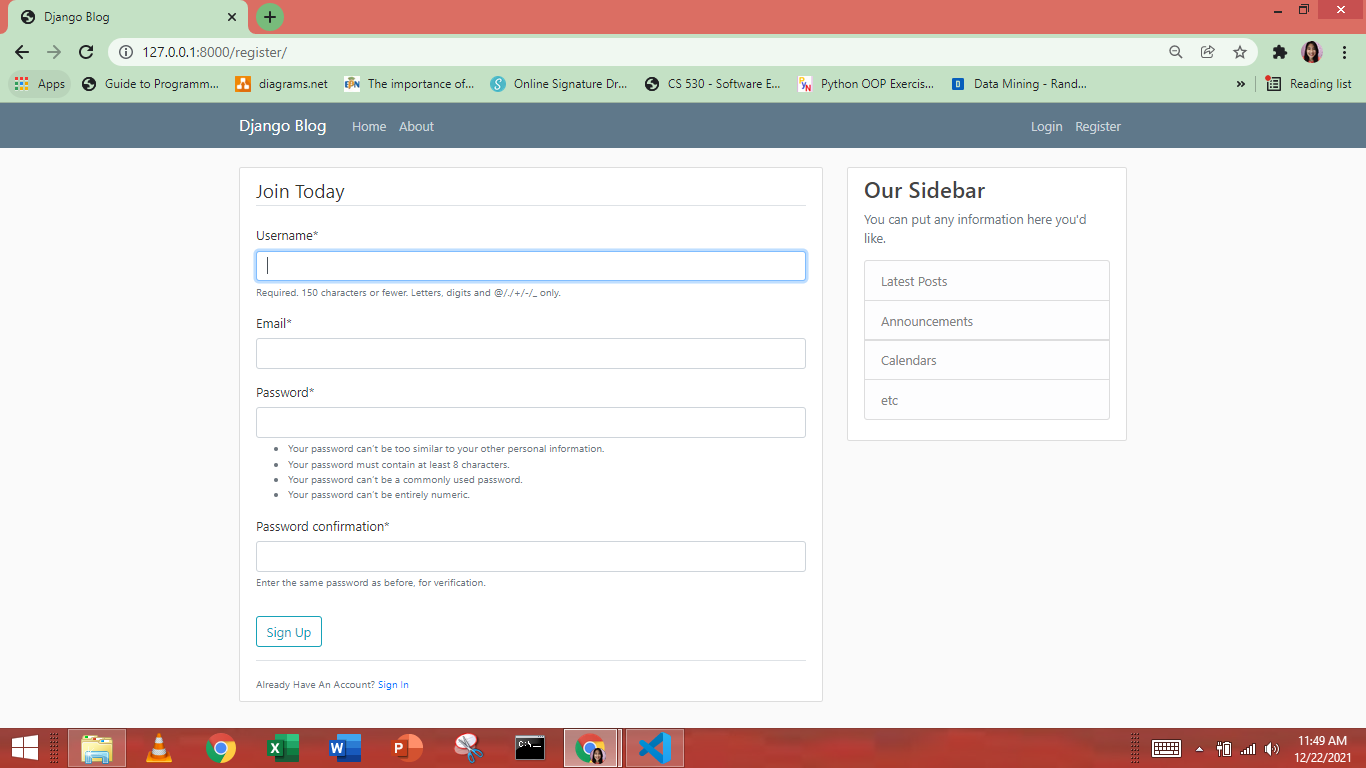 Django Blog
127.0.0.1:8000/register/
Apps Guide to Programm... diagrams.net The importance of... Online Signature Dr... CS 530 - Software E... Python OOP Exercis... Data Mining - Rand... » Reading list
Django Blog Home About Login Register
Join Today
Username*
Required. 150 characters or fewer. Letters, digits and @/./+/-/_ only.
Email*
Password*
Your password can't be too similar to your other personal information.
Your password must contain at least 8 characters.
Your password can't be a commonly used password.
Your password can't be entirely numeric.
Password confirmation*
Enter the same password as before, for verification.
Sign Up
Already Have An Account? Sign In
Our Sidebar
You can put any information here you'd
like.
Latest Posts
Announcements
Calendars
etc
11:49 AM
12/22/2021